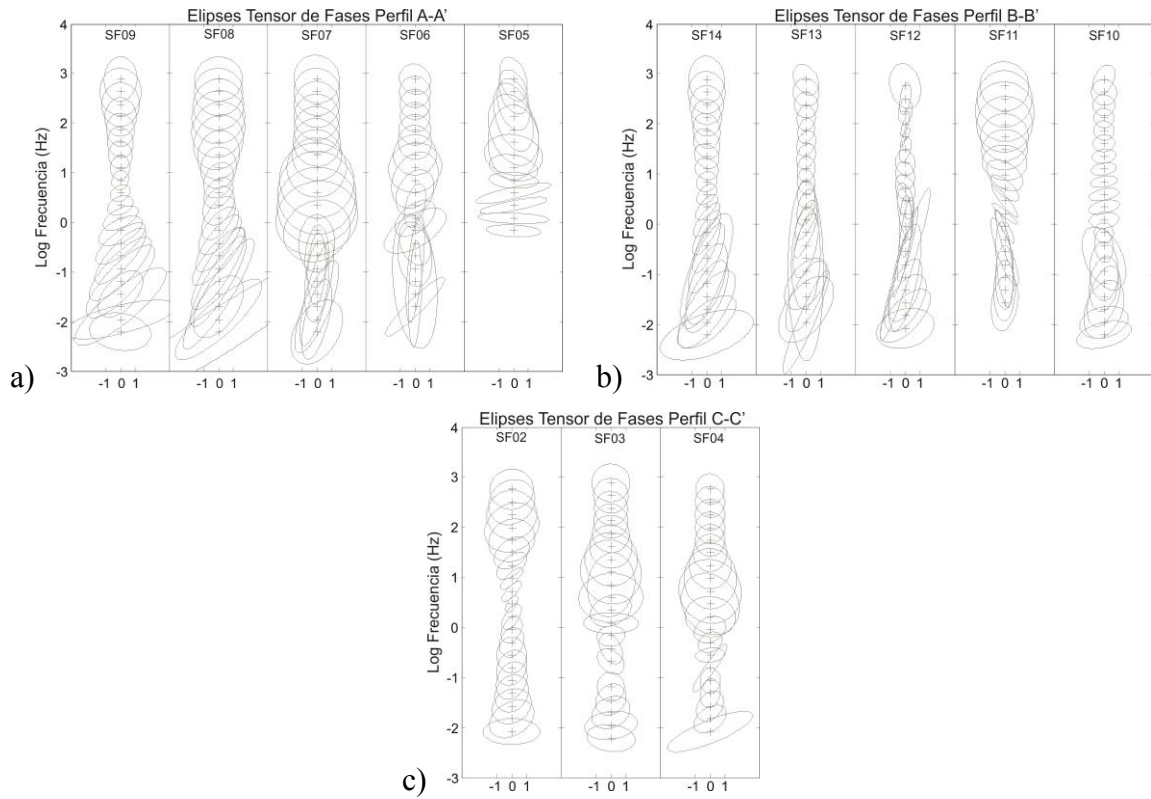 Elipses Tensor de Fases Perfil A-A'
SF09 SF08 SF07 SF06 SF05
Log Frecuencia (Hz)
4
3
2
1
0
-1
-2
-3
-1 0 1 -1 0 1 -1 0 1 -1 0 1 -1 0 1
a)
Elipses Tensor de Fases Perfil B-B'
SF14 SF13 SF12 SF11 SF10
Log Frecuencia (Hz)
4
3
2
1
0
-1
-2
-3
-1 0 1 -1 0 1 -1 0 1 -1 0 1 -1 0 1
b)
Elipses Tensor de Fases Perfil C-C'
SF02 SF03 SF04
Log Frecuencia (Hz)
4
3
2
1
0
-1
-2
-3
-1 0 1 -1 0 1 -1 0 1
c)